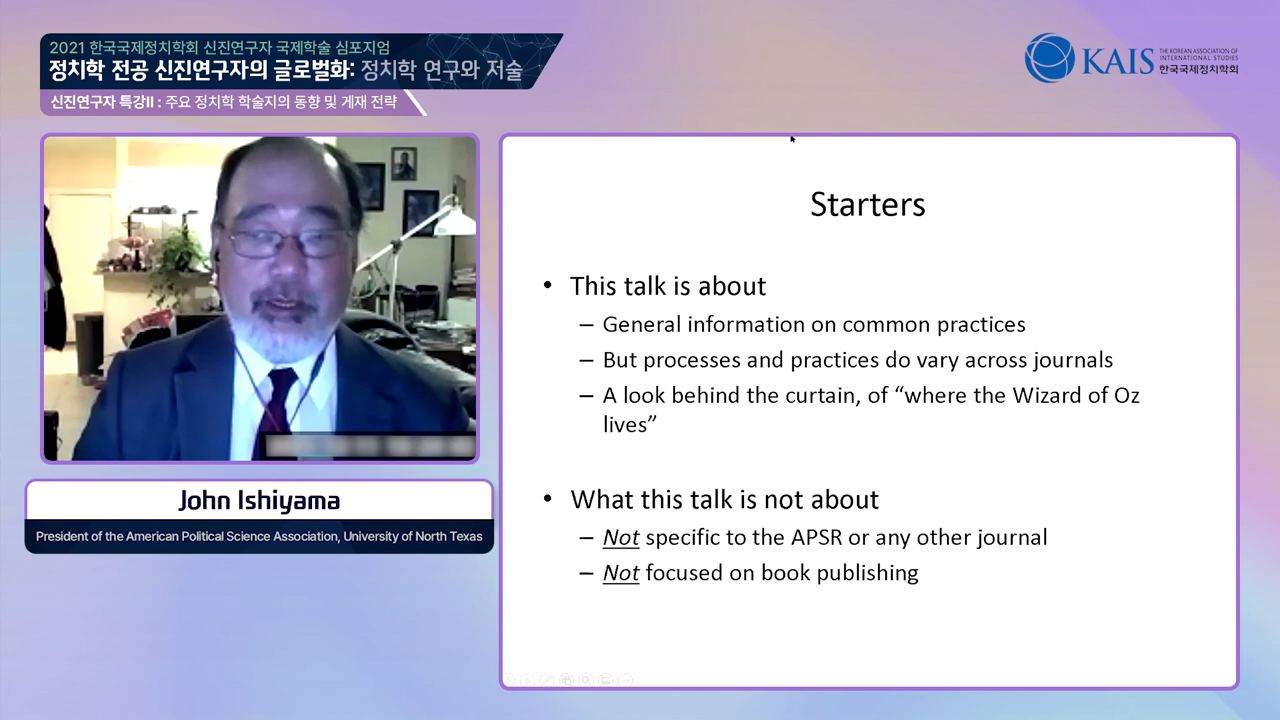 2021 한국국제정치학회 신진연구자 국제학술 심포지엄
정치학 전공 신진연구자의 글로벌화: 정치학 연구와 저술
신진연구자 특강II : 주요 정치학 학술지의 동향 및 게재 전략
KAIS
THE KOREAN ASSOCIATION OF
INTERNATIONAL STUDIES
한국국제정치학회
Starters
• This talk is about
– General information on common practices
– But processes and practices do vary across journals
– A look behind the curtain, of “where the Wizard of Oz
lives”
• What this talk is not about
– Not specific to the APSR or any other journal
– Not focused on book publishing
John Ishiyama
President of the American Political Science Association, University of North Texas